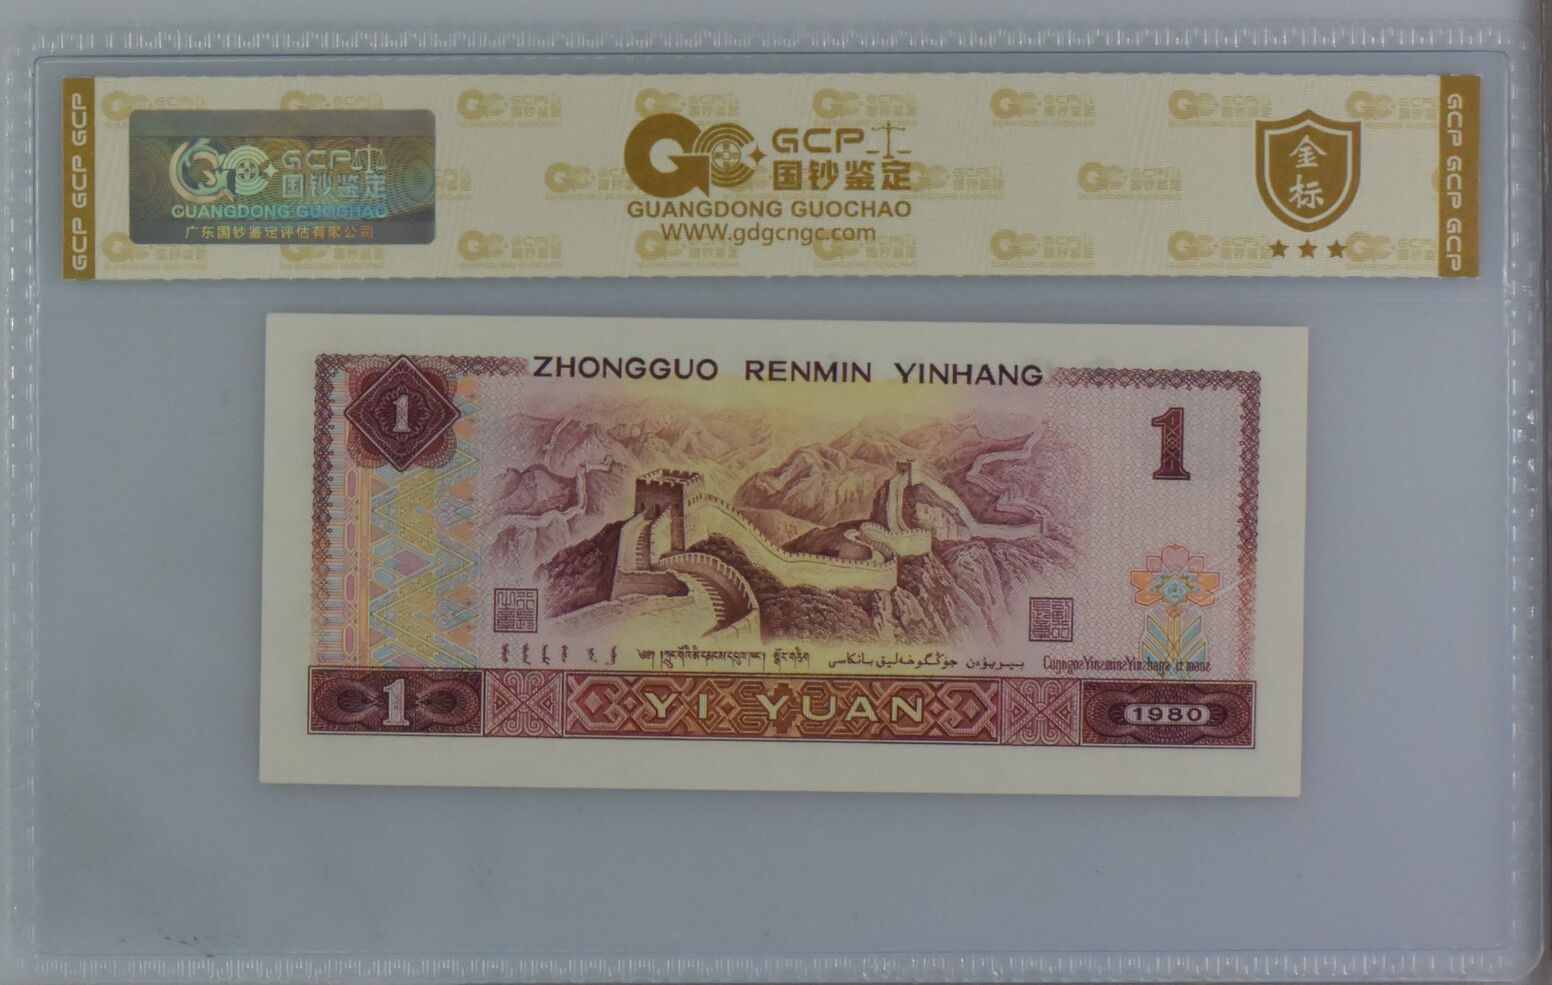 GCP GCP GCP
GCP
国钞鉴定
GUANGDONG GUOCHAO
广东国钞鉴定评估有限公司
GCP
国钞鉴定
GUANGDONG GUOCHAO
WWW.gdgcngc.com
金标
GCP GCP GCP
ZHONGGUO RENMIN YINHANG
1
1
1
YI YUAN
1980